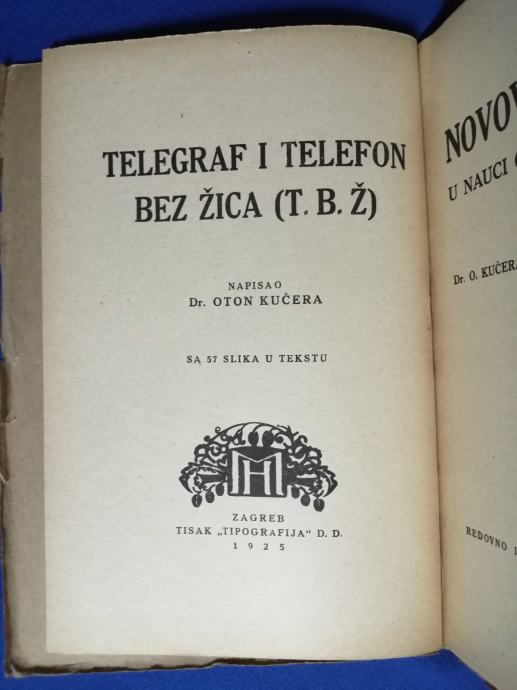 TELEGRAF I TELEFON
BEZ ŽICA (T. B. Ž)
NAPISAO
Dr. OTON KUČERA
SA 57 SLIKA U TEKSTU
MH
ZAGREB
TISAK „TIPOGRAFIJA" D. D.
1925
U NAUCI
Dr. O. KUČERA
REDOVNO